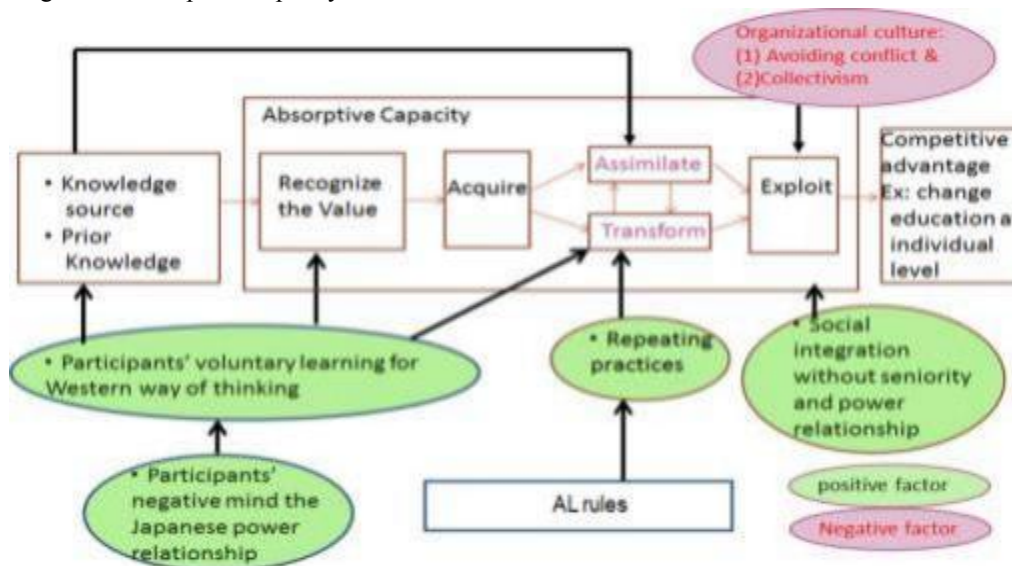 Organizational culture:
(1) Avoiding conflict &
(2)Collectivism
Absorptive Capacity
• Knowledge
source
• Prior
Knowledge
Recognize
the Value
Acquire
Assimilate
Transform
Exploit
Competitive
advantage
Ex: change
education a
individual
level
• Participants' voluntary learning for
Western way of thinking
• Repeating
practices
• Social
integration
without seniority
and power
relationship
• Participants'
negative mind the
Japanese power
relationship
AL rules
positive factor
Negative factor